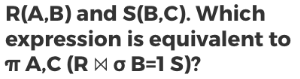 R(A,B) and S(B,C). Which
expression is equivalent to
π A,C (R ⋈ σ B=1 S)?